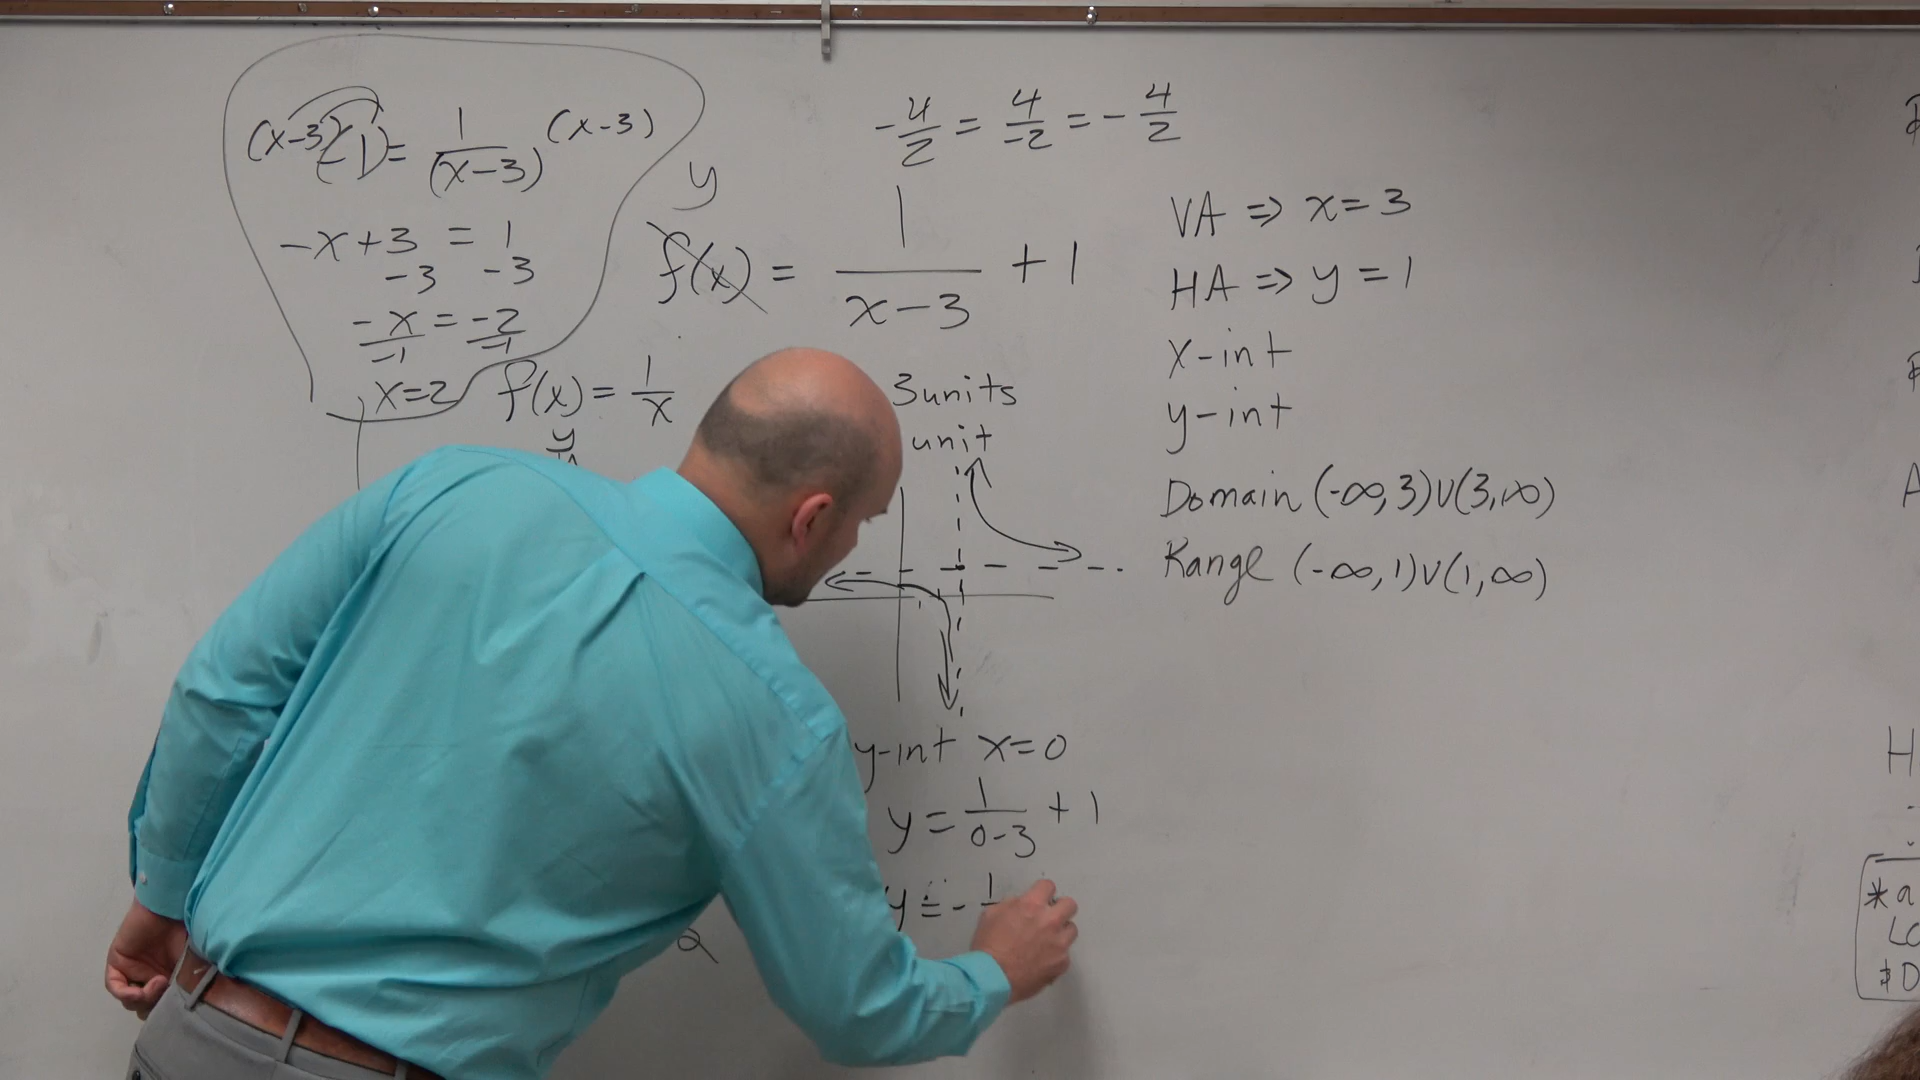 (x-3)(-1) = 1/(x-3) (x-3)
-x+3 = 1
-3 -3
-x/-1 = -2/-1
x=2
f(x) = 1/x
y
-4/2 = 4/-2 = -4/2
y
f(x) = 1/(x-3) + 1
3units
unit
VA ⇒ x=3
HA ⇒ y=1
x-int
y-int
Domain (-∞,3)∪(3,∞)
Range (-∞,1)∪(1,∞)
y-int x=0
y = 1/(0-3) + 1
y = - 1
H
*a